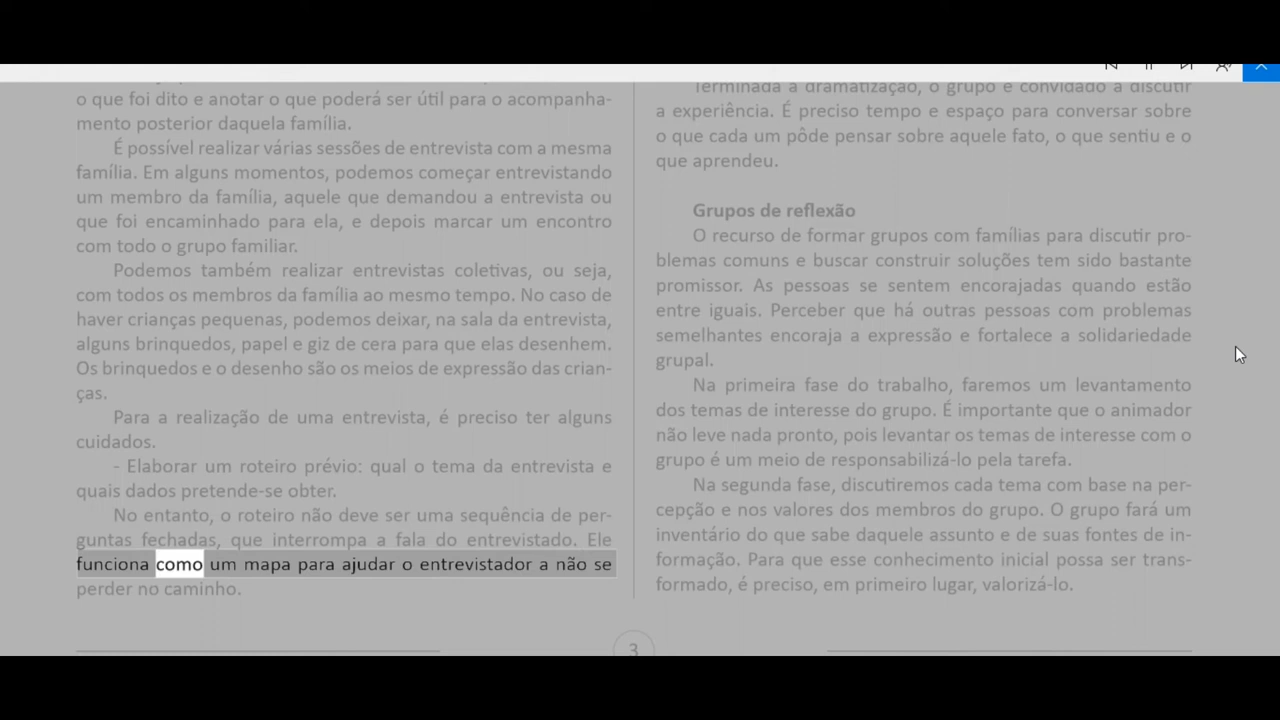 o que foi dito e anotar o que poderá ser útil para o acompanha-
mento posterior daquela família.
É possível realizar várias sessões de entrevista com a mesma
família. Em alguns momentos, podemos começar entrevistando
um membro da família, aquele que demandou a entrevista ou
que foi encaminhado para ela, e depois marcar um encontro
com todo o grupo familiar.
Podemos também realizar entrevistas coletivas, ou seja,
com todos os membros da família ao mesmo tempo. No caso de
haver crianças pequenas, podemos deixar, na sala da entrevista,
alguns brinquedos, papel e giz de cera para que elas desenhem.
Os brinquedos e o desenho são os meios de expressão das crian-
ças.
Para a realização de uma entrevista, é preciso ter alguns
cuidados.
- Elaborar um roteiro prévio: qual o tema da entrevista e
quais dados pretende-se obter.
No entanto, o roteiro não deve ser uma sequência de per-
guntas fechadas, que interrompa a fala do entrevistado. Ele
funciona como um mapa para ajudar o entrevistador a não se
perder no caminho.
Terminada a dramatização, o grupo é convidado a discutir
a experiência. É preciso tempo e espaço para conversar sobre
o que cada um pôde pensar sobre aquele fato, o que sentiu e o
que aprendeu.
Grupos de reflexão
O recurso de formar grupos com famílias para discutir pro-
blemas comuns e buscar construir soluções tem sido bastante
promissor. As pessoas se sentem encorajadas quando estão
entre iguais. Perceber que há outras pessoas com problemas
semelhantes encoraja a expressão e fortalece a solidariedade
grupal.
Na primeira fase do trabalho, faremos um levantamento
dos temas de interesse do grupo. É importante que o animador
não leve nada pronto, pois levantar os temas de interesse com o
grupo é um meio de responsabilizá-lo pela tarefa.
Na segunda fase, discutiremos cada tema com base na per-
cepção e nos valores dos membros do grupo. O grupo fará um
inventário do que sabe daquele assunto e de suas fontes de in-
formação. Para que esse conhecimento inicial possa ser trans-
formado, é preciso, em primeiro lugar, valorizá-lo.
3